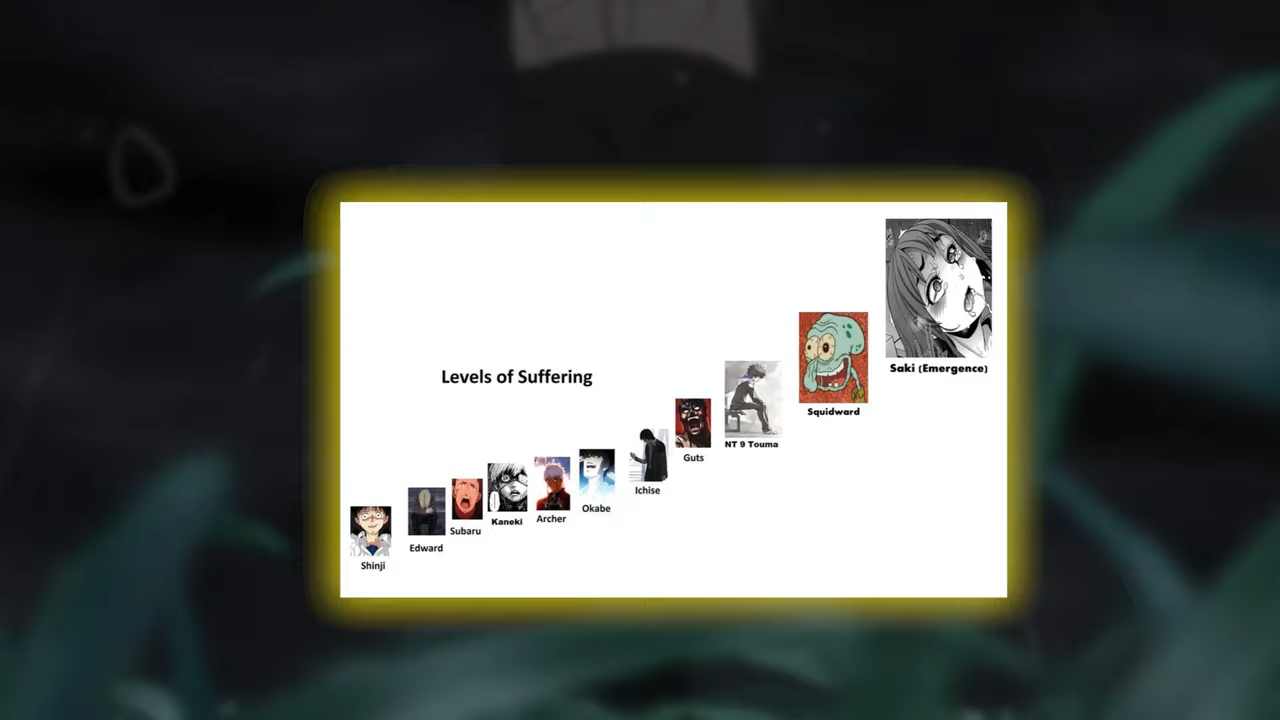 Levels of Suffering
Shinji
Edward
Subaru
Kaneki
Archer
Okabe
Ichise
Guts
NT 9 Touma
Squidward
Saki (Emergence)